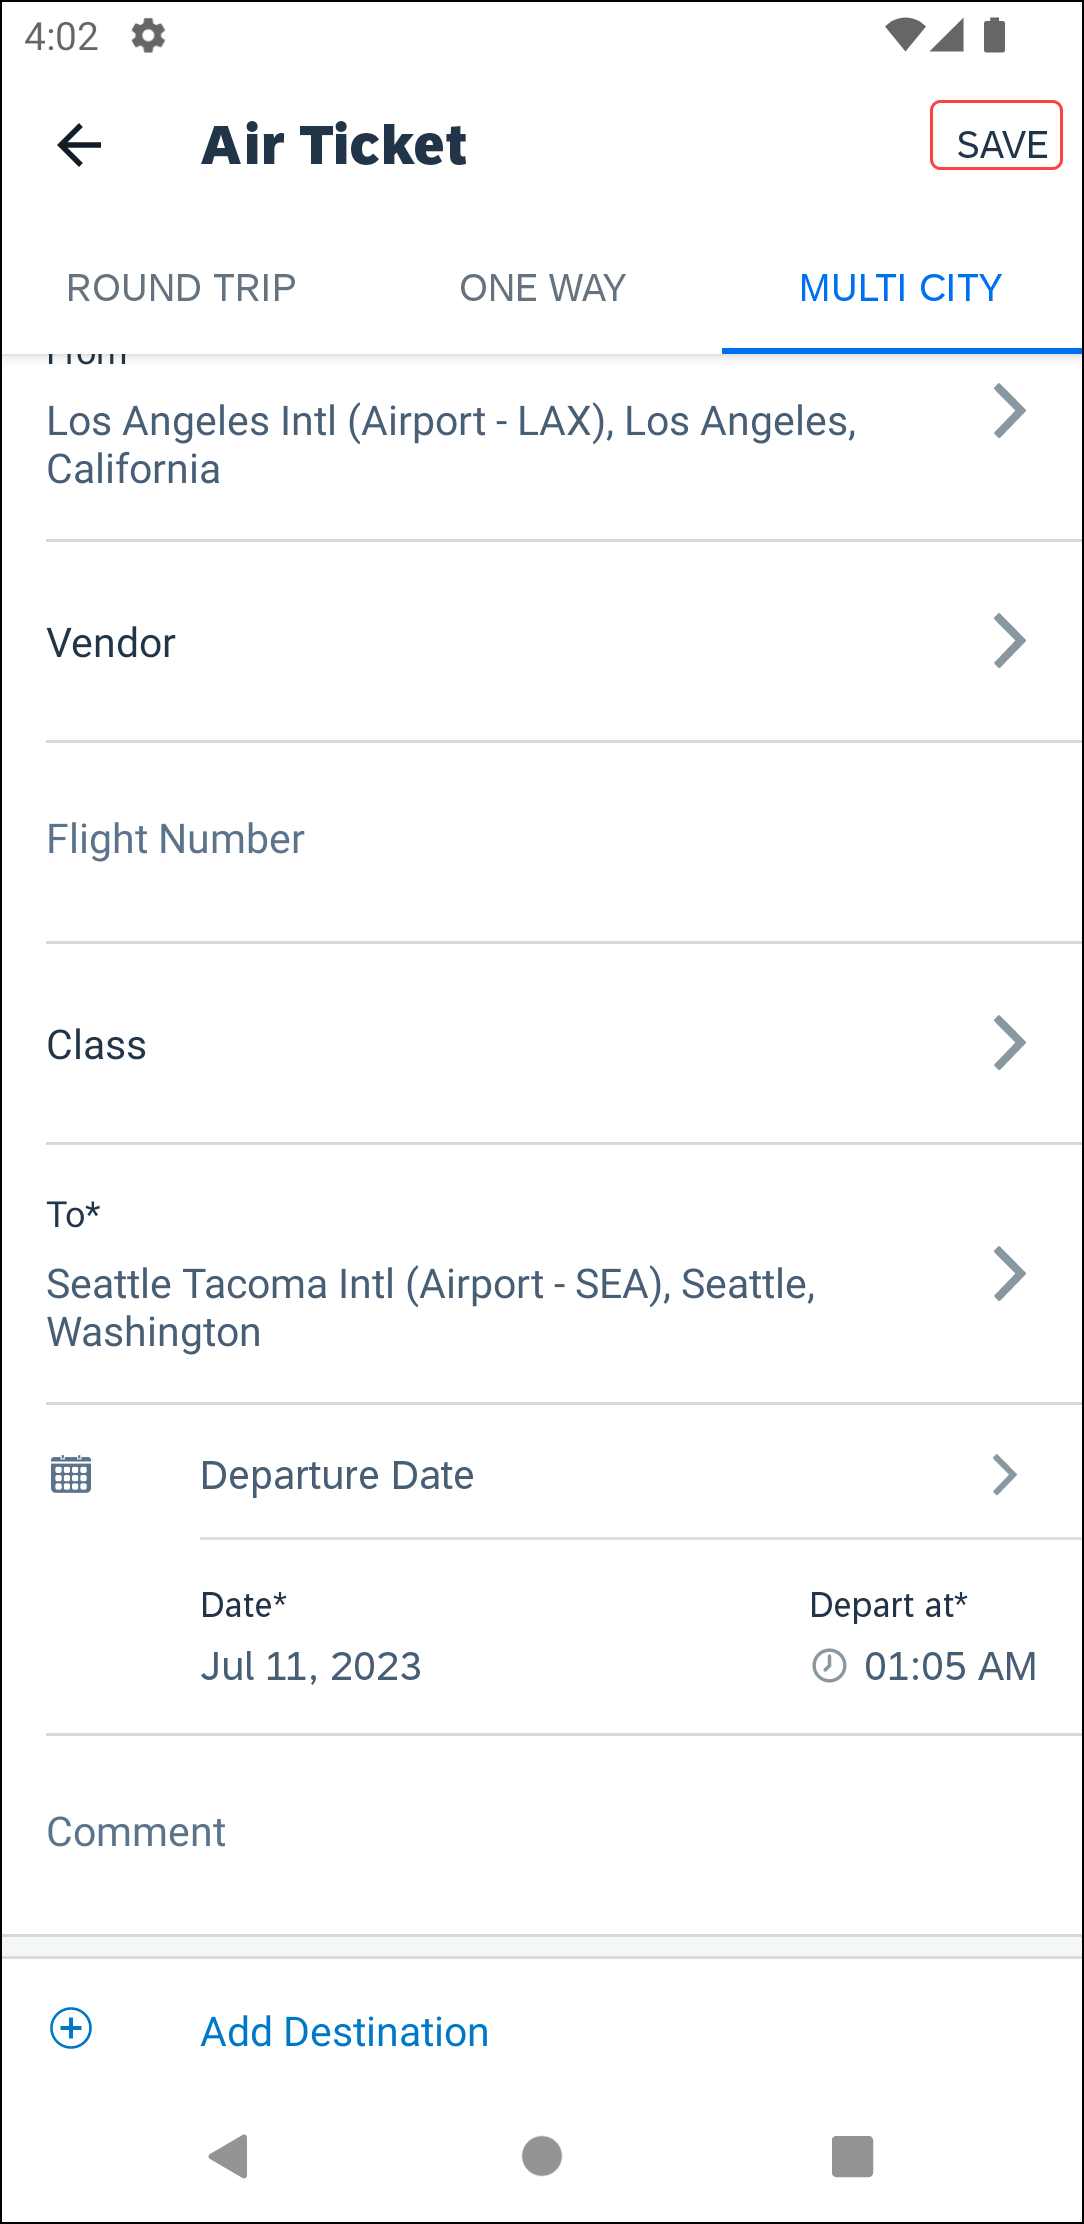 4:02
Air Ticket
SAVE
ROUND TRIP
ONE WAY
MULTI CITY
From
Los Angeles Intl (Airport - LAX), Los Angeles,
California
Vendor
Flight Number
Class
To*
Seattle Tacoma Intl (Airport - SEA), Seattle,
Washington
Departure Date
Date*
Depart at*
Jul 11, 2023
01:05 AM
Comment
Add Destination